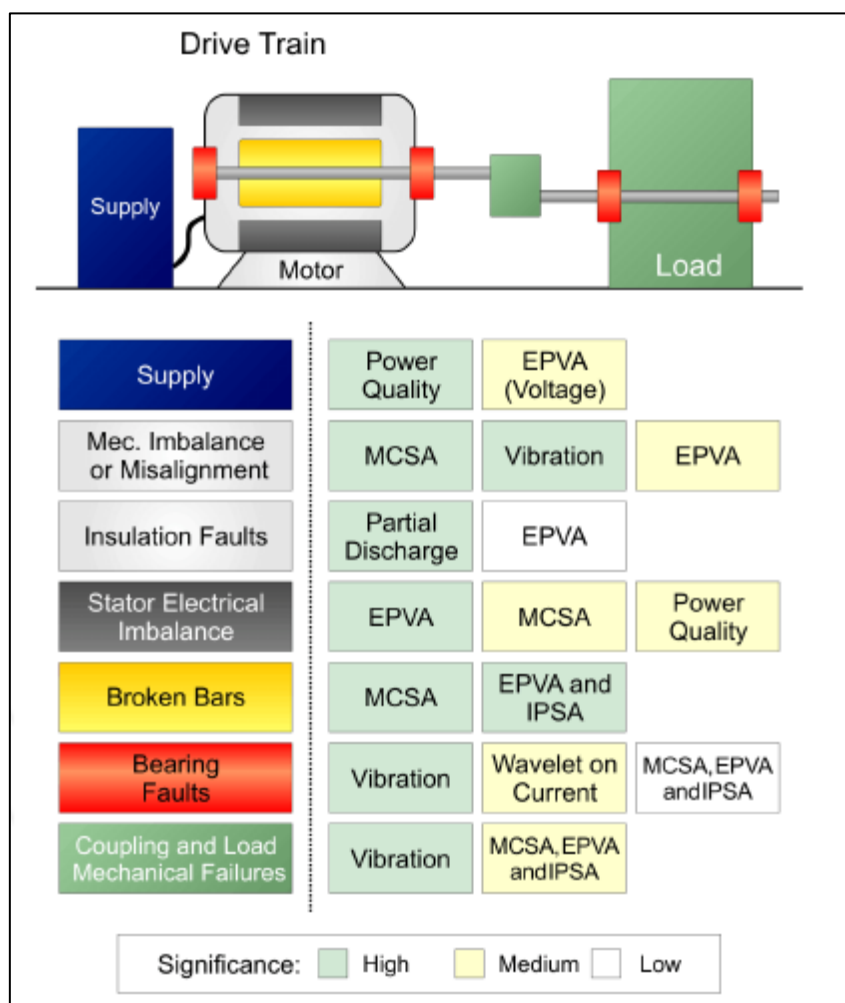 Drive Train
Supply
Motor
Load
Supply
Power
Quality
EPVA
(Voltage)
Mec. Imbalance
or Misalignment
MCSA
Vibration
EPVA
Insulation Faults
Partial
Discharge
EPVA
Stator Electrical
Imbalance
EPVA
MCSA
Power
Quality
Broken Bars
MCSA
EPVA and
IPSA
Bearing
Faults
Vibration
Wavelet on
Current
MCSA, EPVA
andIPSA
Coupling and Load
Mechanical Failures
Vibration
MCSA, EPVA
andIPSA
Significance: High Medium Low